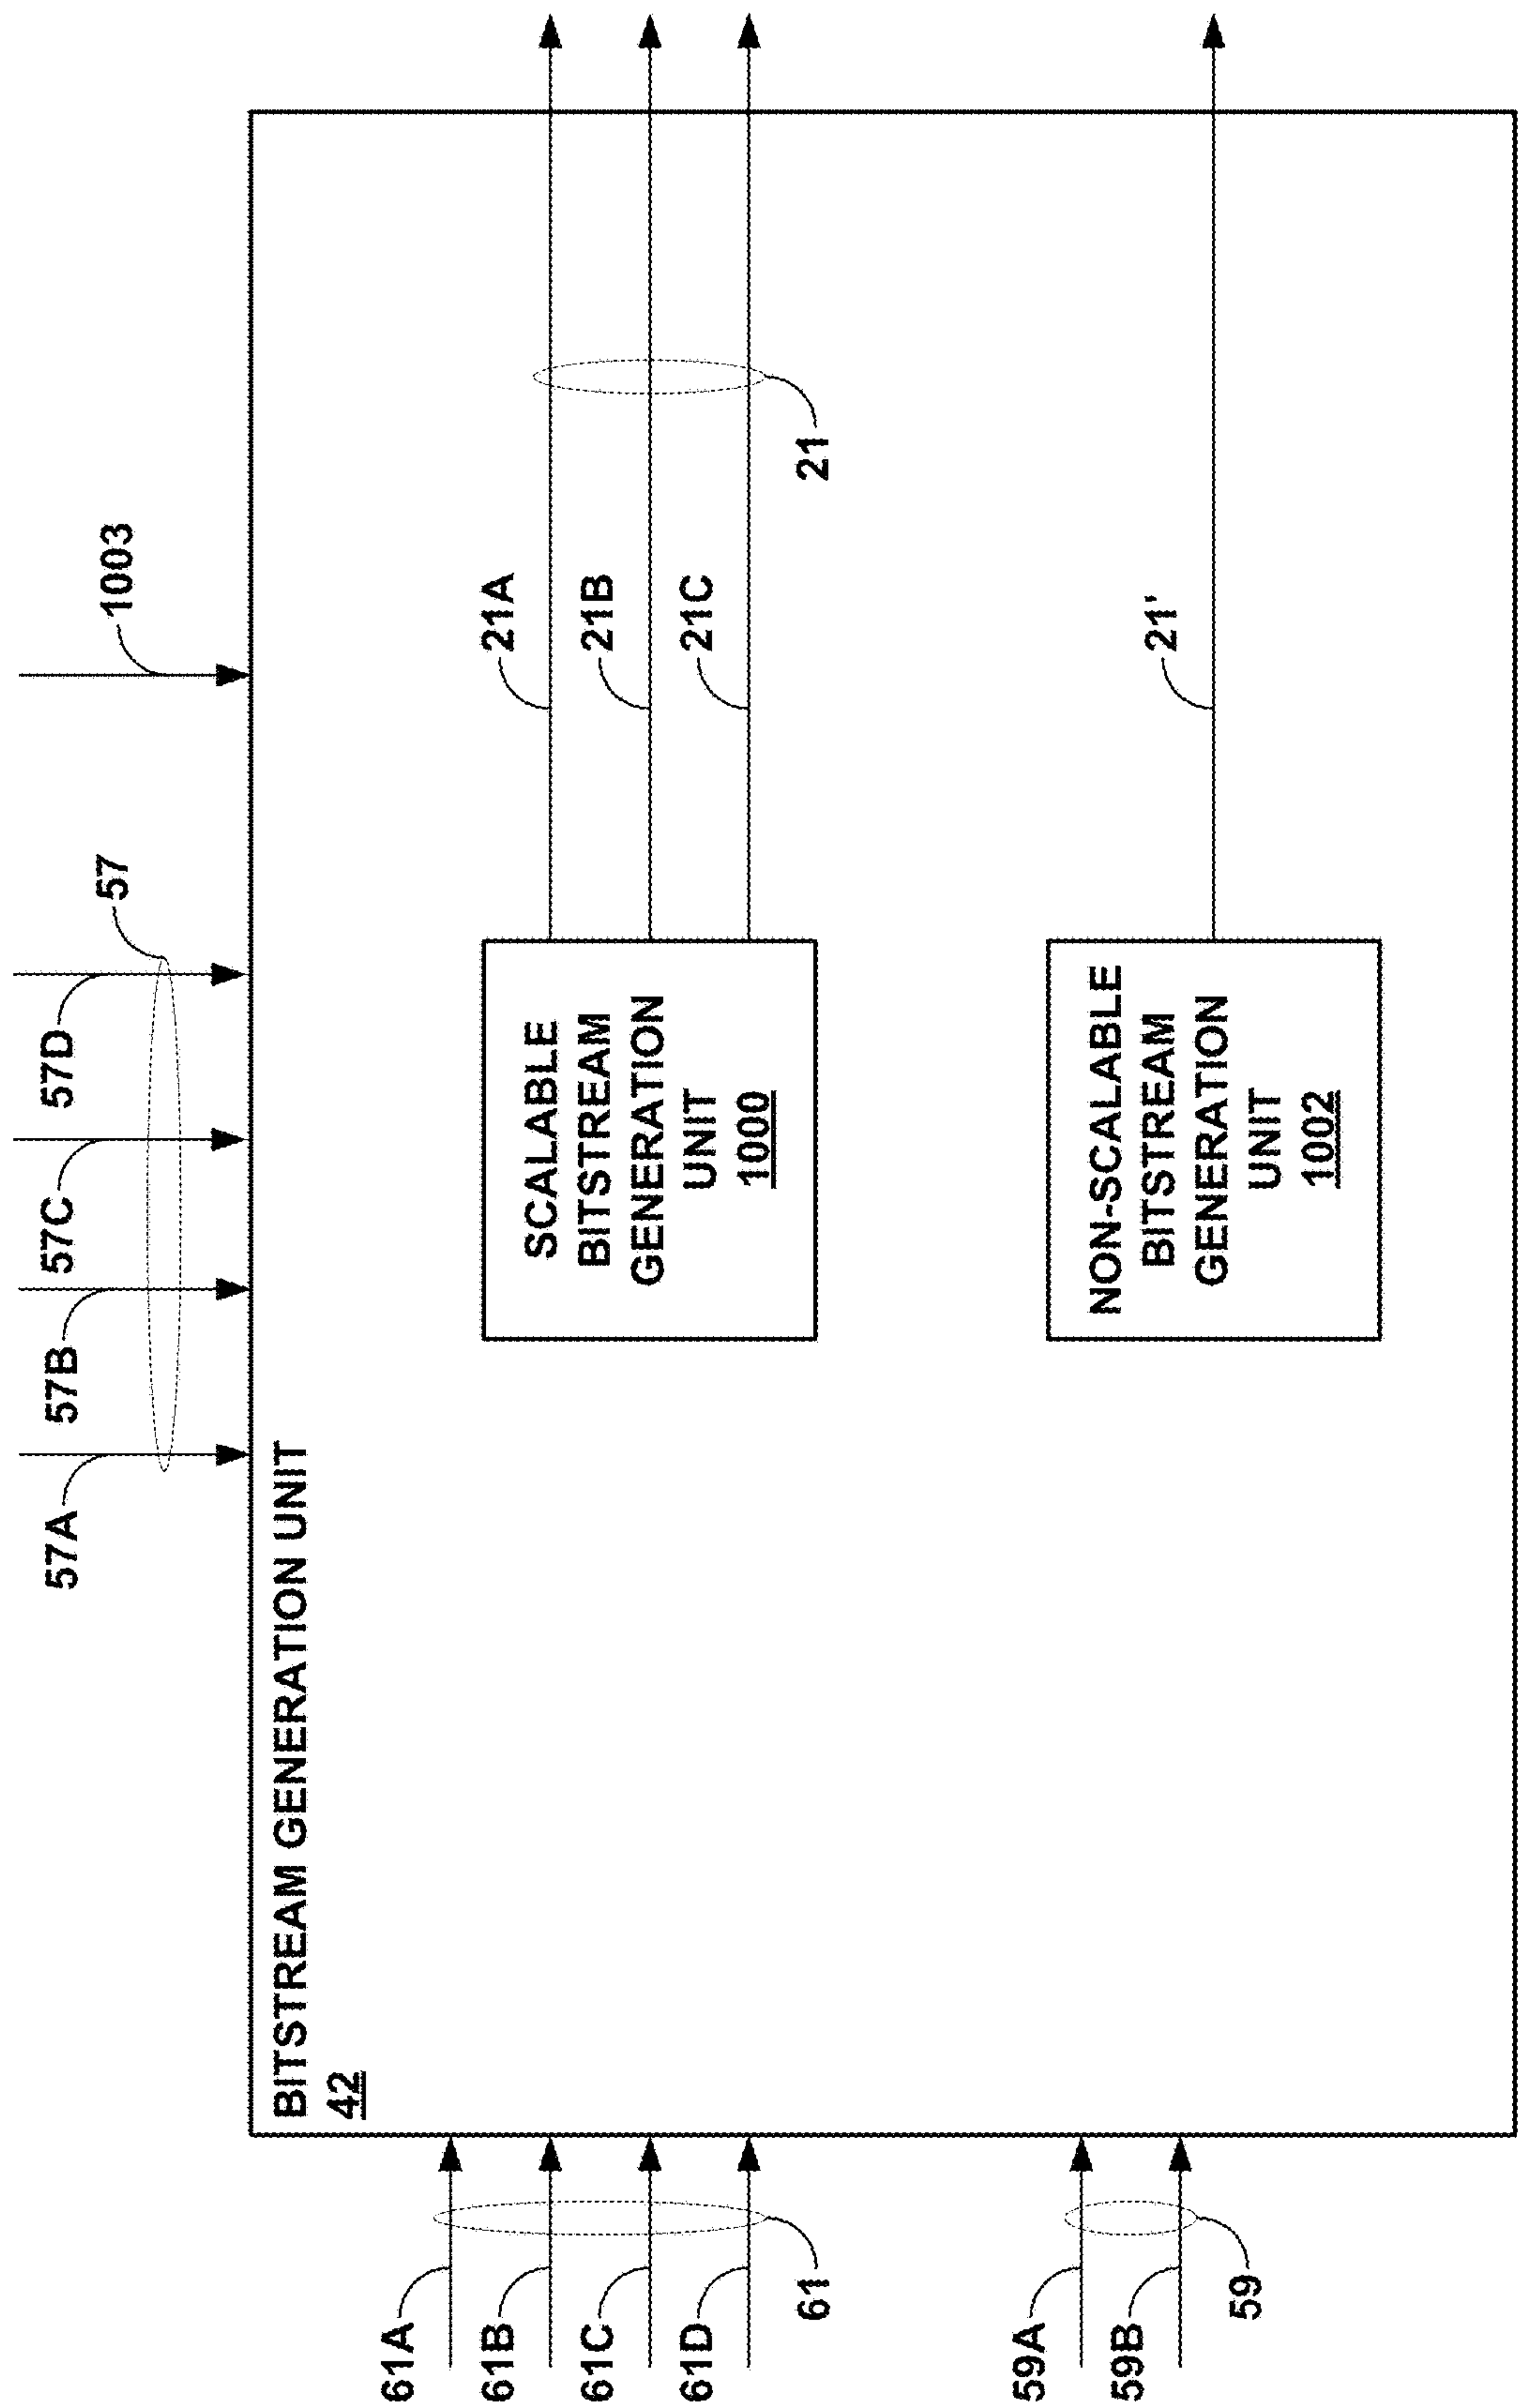 57A
57B
57C
57D
57
1003
BITSTREAM GENERATION UNIT
42
61A
61B
61C
61D
61
SCALABLE
BITSTREAM
GENERATION
UNIT
1000
21A
21B
21C
21
59A
59B
59
NON-SCALABLE
BITSTREAM
GENERATION
UNIT
1002
21'